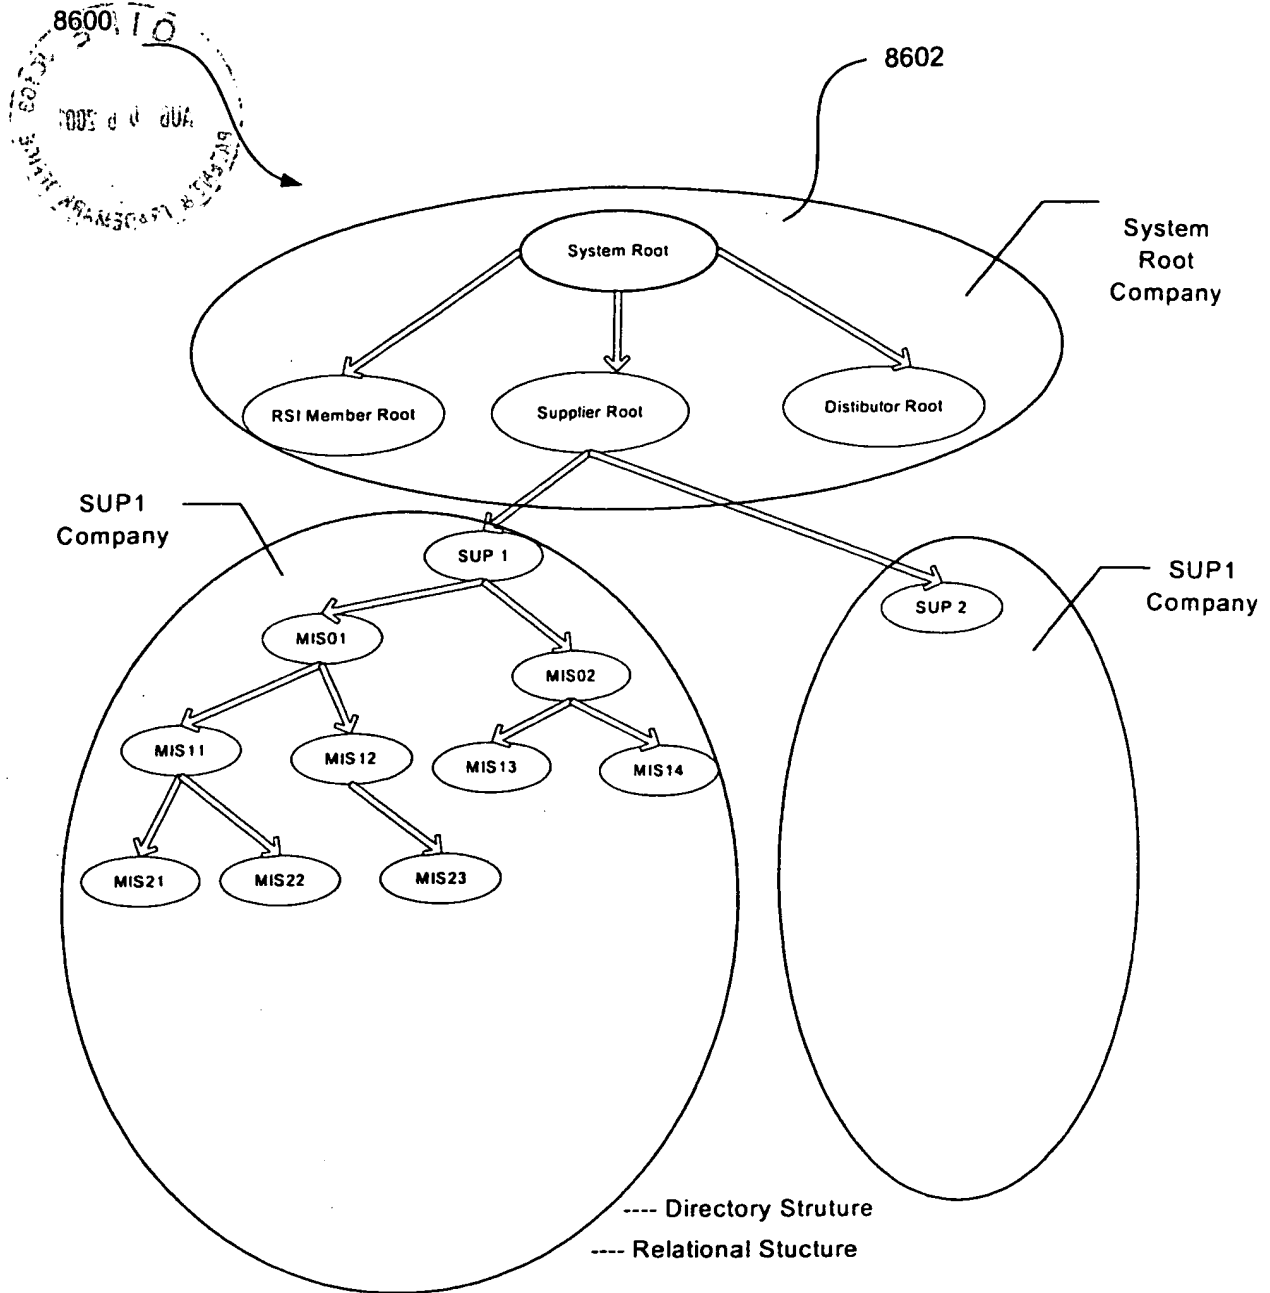 8600
8602
System
Root
Company
System Root
RSI Member Root
Supplier Root
Distibutor Root
SUP1
Company
SUP 1
SUP1
Company
SUP 2
MIS01
MIS02
MIS11
MIS12
MIS13
MIS14
MIS21
MIS22
MIS23
---- Directory Struture
---- Relational Stucture